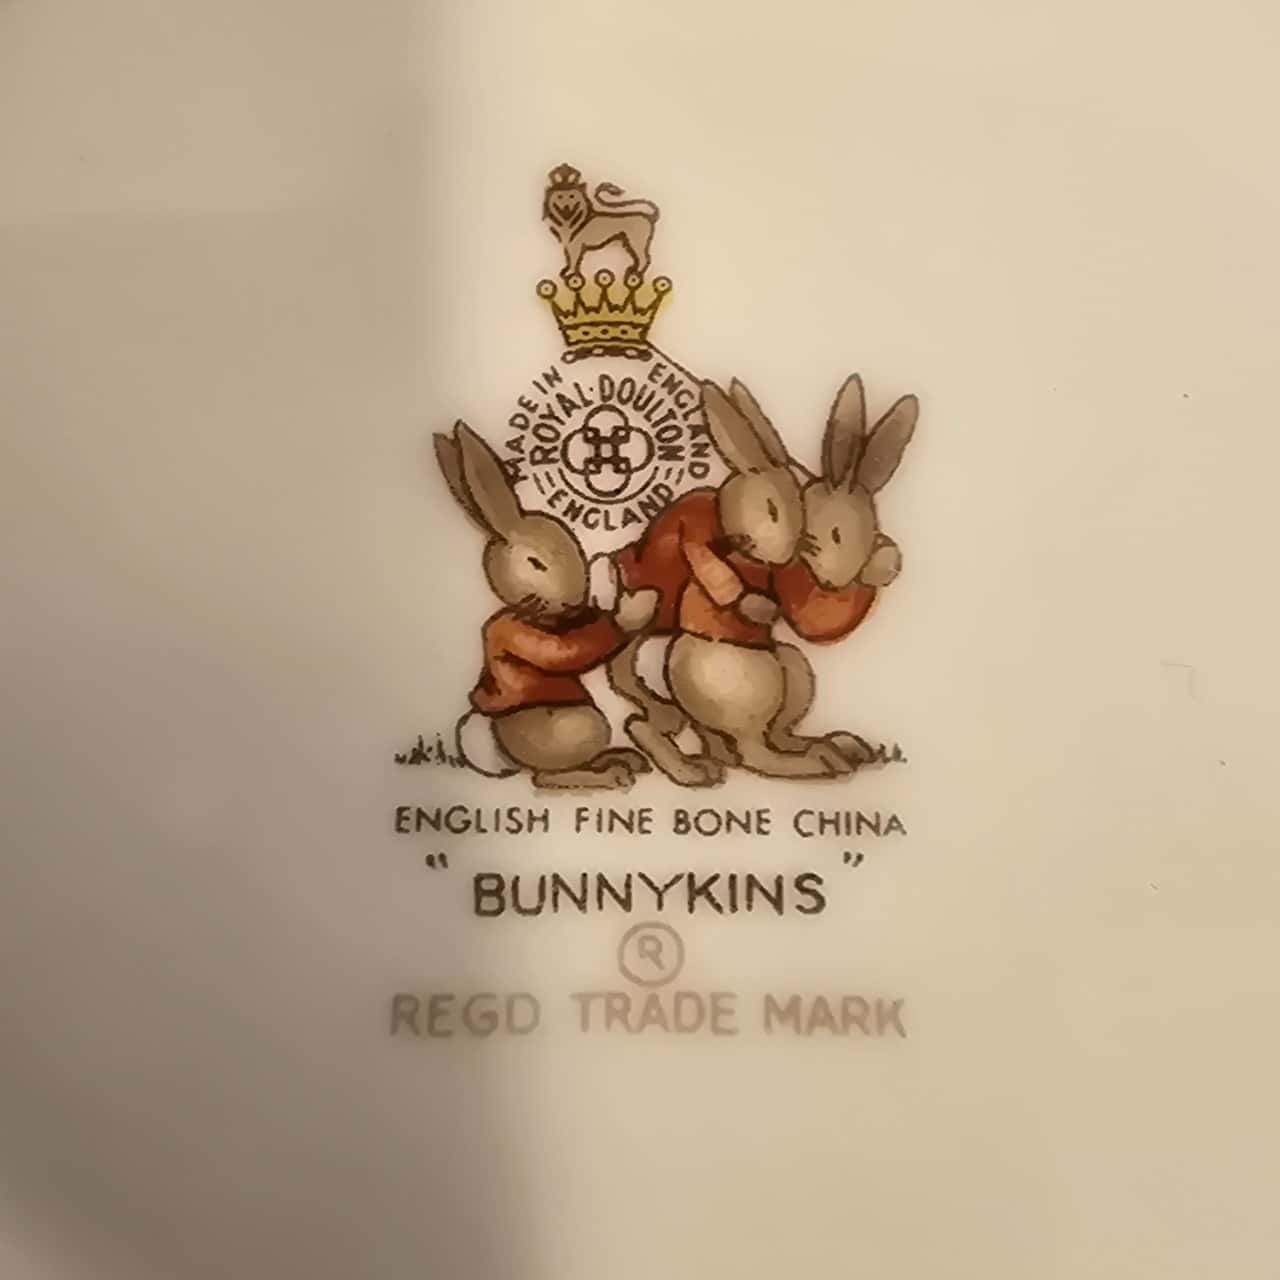 MADE IN ENGLAND
ROYAL·DOULTON
ENGLAND
ENGLISH FINE BONE CHINA
" BUNNYKINS "
®
REGD TRADE MARK